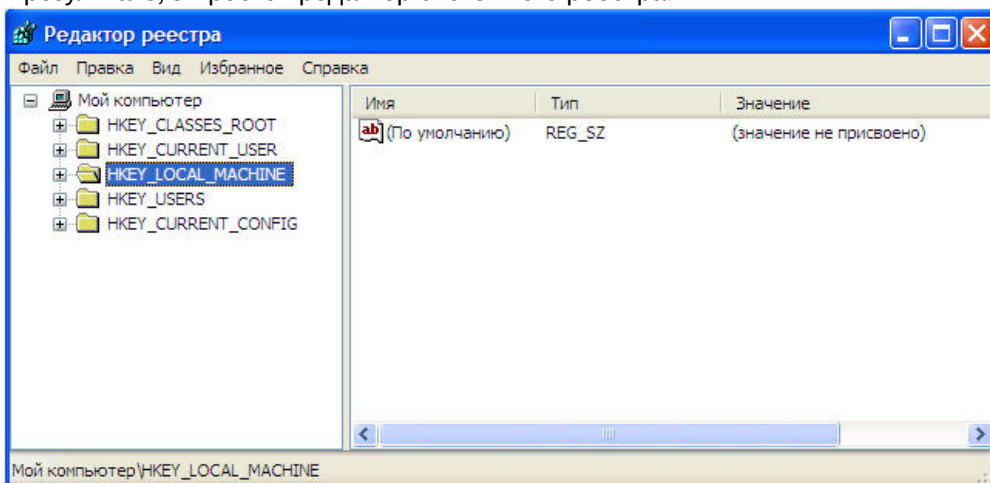 Редактор реестра
Файл Правка Вид Избранное Справка
Мой компьютер
HKEY_CLASSES_ROOT
HKEY_CURRENT_USER
HKEY_LOCAL_MACHINE
HKEY_USERS
HKEY_CURRENT_CONFIG
Имя Тип Значение
ab (По умолчанию) REG_SZ (значение не присвоено)
Мой компьютер\HKEY_LOCAL_MACHINE